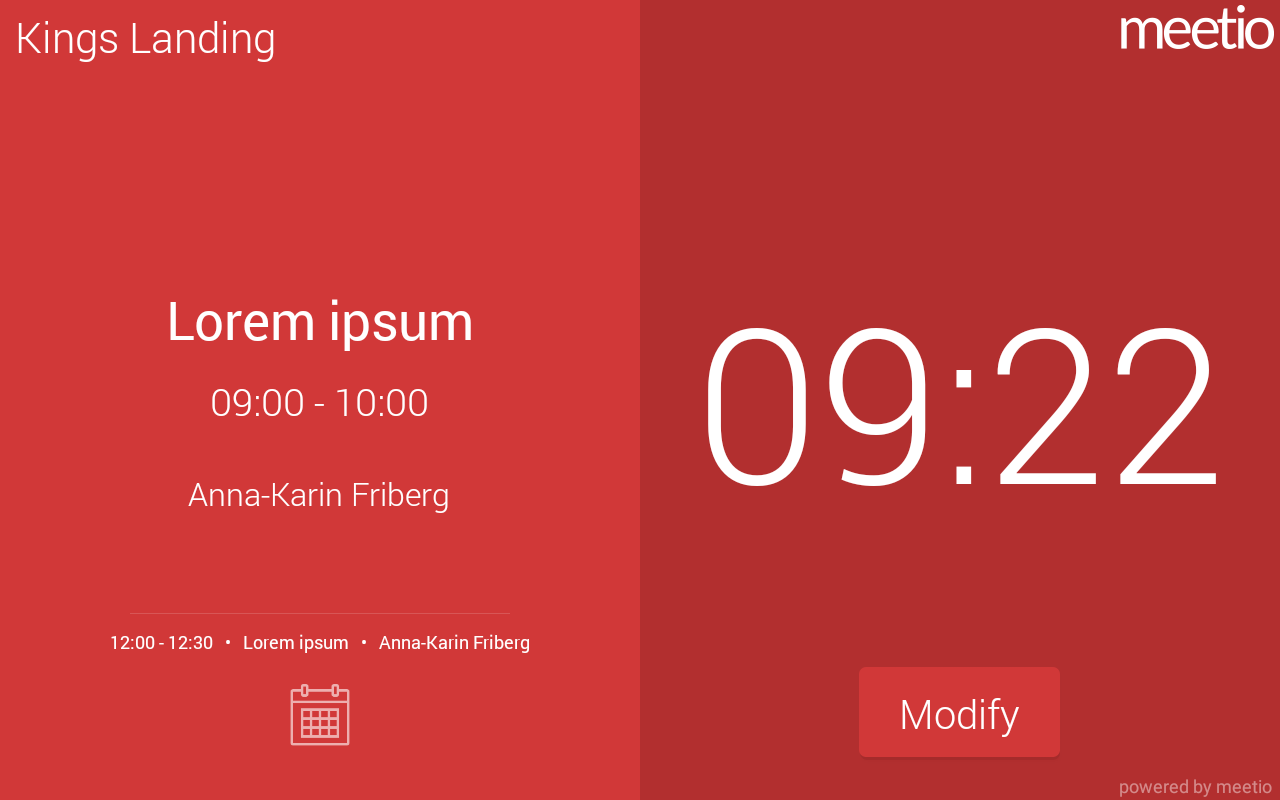 Kings Landing
meetio
Lorem ipsum
09:00 - 10:00
Anna-Karin Friberg
09:22
12:00 - 12:30 • Lorem ipsum • Anna-Karin Friberg
Modify
powered by meetio